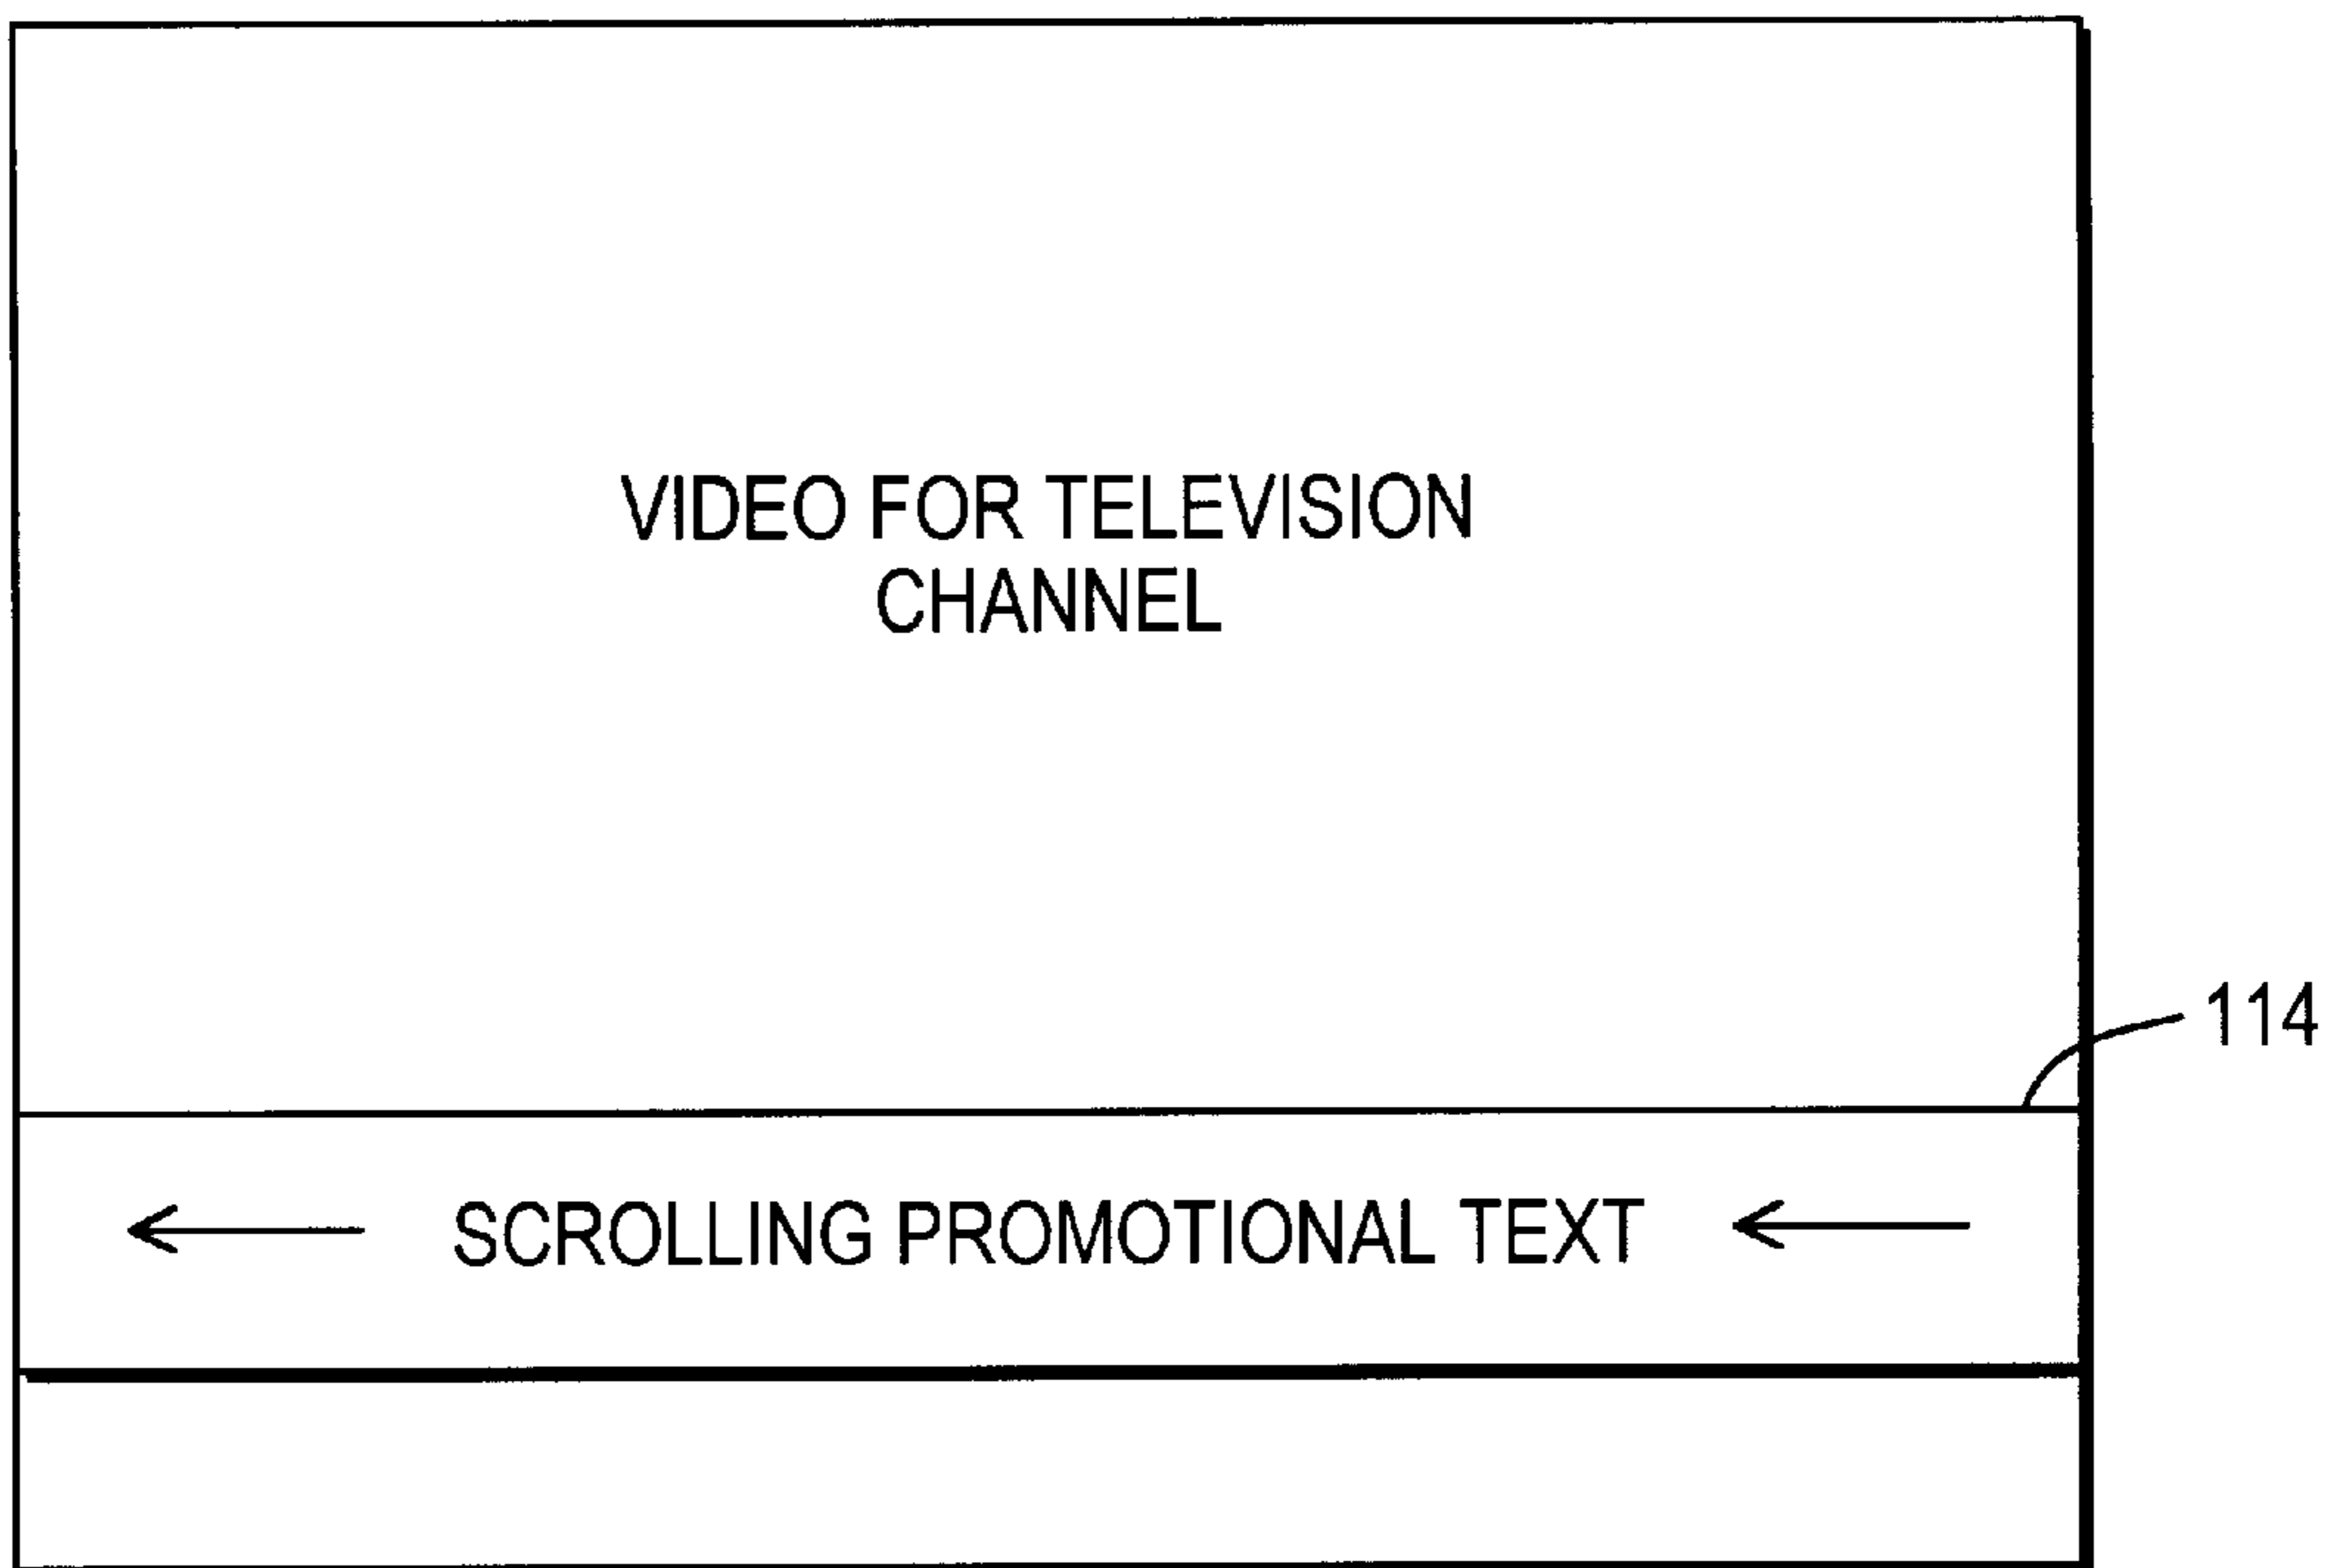 VIDEO FOR TELEVISION
CHANNEL
114
SCROLLING PROMOTIONAL TEXT